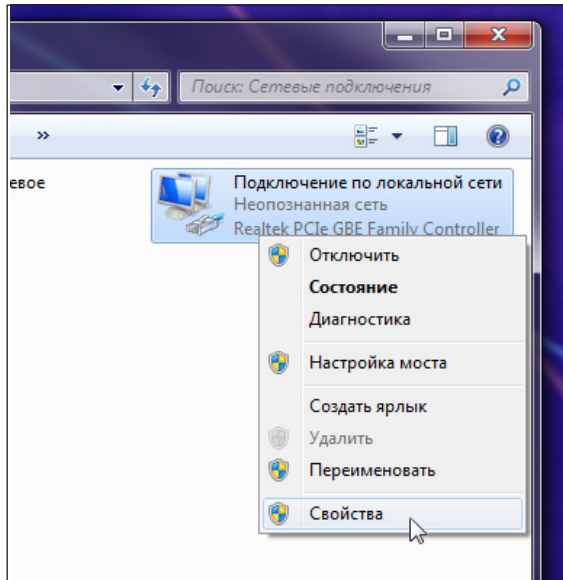 Поиск: Сетевые подключения
»
евое
Подключение по локальной сети
Неопознанная сеть
Realtek PCIe GBE Family Controller
Отключить
Состояние
Диагностика
Настройка моста
Создать ярлык
Удалить
Переименовать
Свойства